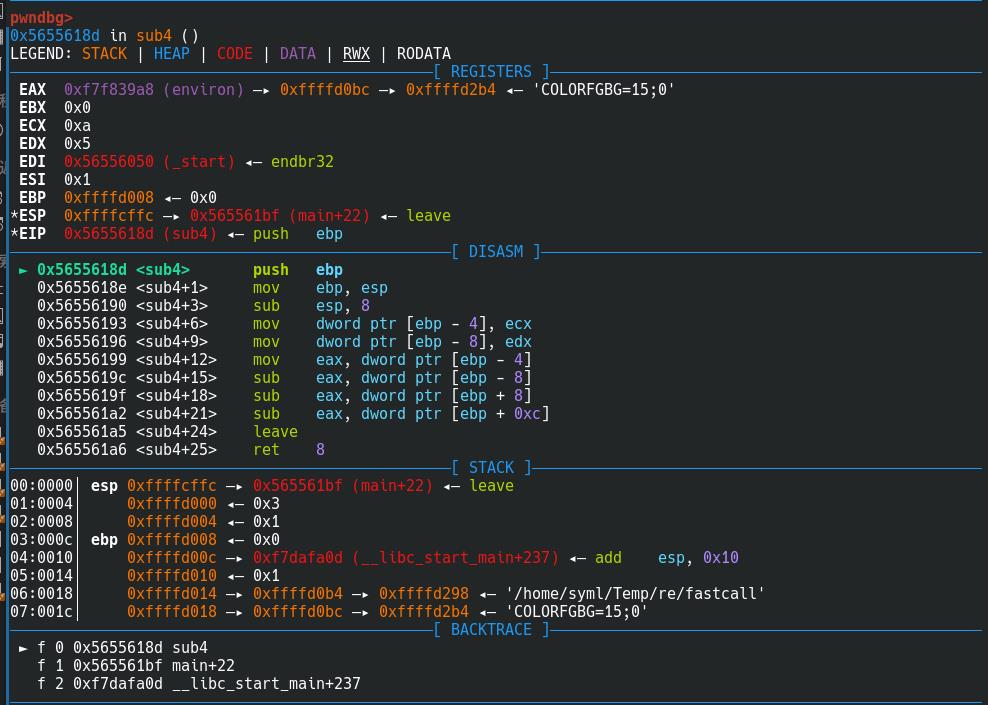 pwndbg>
0x5655618d in sub4 ()
LEGEND: STACK | HEAP | CODE | DATA | RWX | RODATA
[ REGISTERS ]
EAX 0xf7f839a8 (environ) —▸ 0xffffd0bc —▸ 0xffffd2b4 ◂— 'COLORFGBG=15;0'
EBX 0x0
ECX 0xa
EDX 0x5
EDI 0x56556050 (_start) ◂— endbr32
ESI 0x1
EBP 0xffffd008 ◂— 0x0
*ESP 0xffffcffc —▸ 0x565561bf (main+22) ◂— leave
*EIP 0x5655618d (sub4) ◂— push ebp
[ DISASM ]
► 0x5655618d <sub4> push ebp
0x5655618e <sub4+1> mov ebp, esp
0x56556190 <sub4+3> sub esp, 8
0x56556193 <sub4+6> mov dword ptr [ebp - 4], ecx
0x56556196 <sub4+9> mov dword ptr [ebp - 8], edx
0x56556199 <sub4+12> mov eax, dword ptr [ebp - 4]
0x5655619c <sub4+15> sub eax, dword ptr [ebp - 8]
0x5655619f <sub4+18> sub eax, dword ptr [ebp + 8]
0x565561a2 <sub4+21> sub eax, dword ptr [ebp + 0xc]
0x565561a5 <sub4+24> leave
0x565561a6 <sub4+25> ret 8
[ STACK ]
00:0000│ esp 0xffffcffc —▸ 0x565561bf (main+22) ◂— leave
01:0004│ 0xffffd000 ◂— 0x3
02:0008│ 0xffffd004 ◂— 0x1
03:000c│ ebp 0xffffd008 ◂— 0x0
04:0010│ 0xffffd00c —▸ 0xf7dafa0d (__libc_start_main+237) ◂— add esp, 0x10
05:0014│ 0xffffd010 ◂— 0x1
06:0018│ 0xffffd014 —▸ 0xffffd0b4 —▸ 0xffffd298 ◂— '/home/syml/Temp/re/fastcall'
07:001c│ 0xffffd018 —▸ 0xffffd0bc —▸ 0xffffd2b4 ◂— 'COLORFGBG=15;0'
[ BACKTRACE ]
► f 0 0x5655618d sub4
f 1 0x565561bf main+22
f 2 0xf7dafa0d __libc_start_main+237